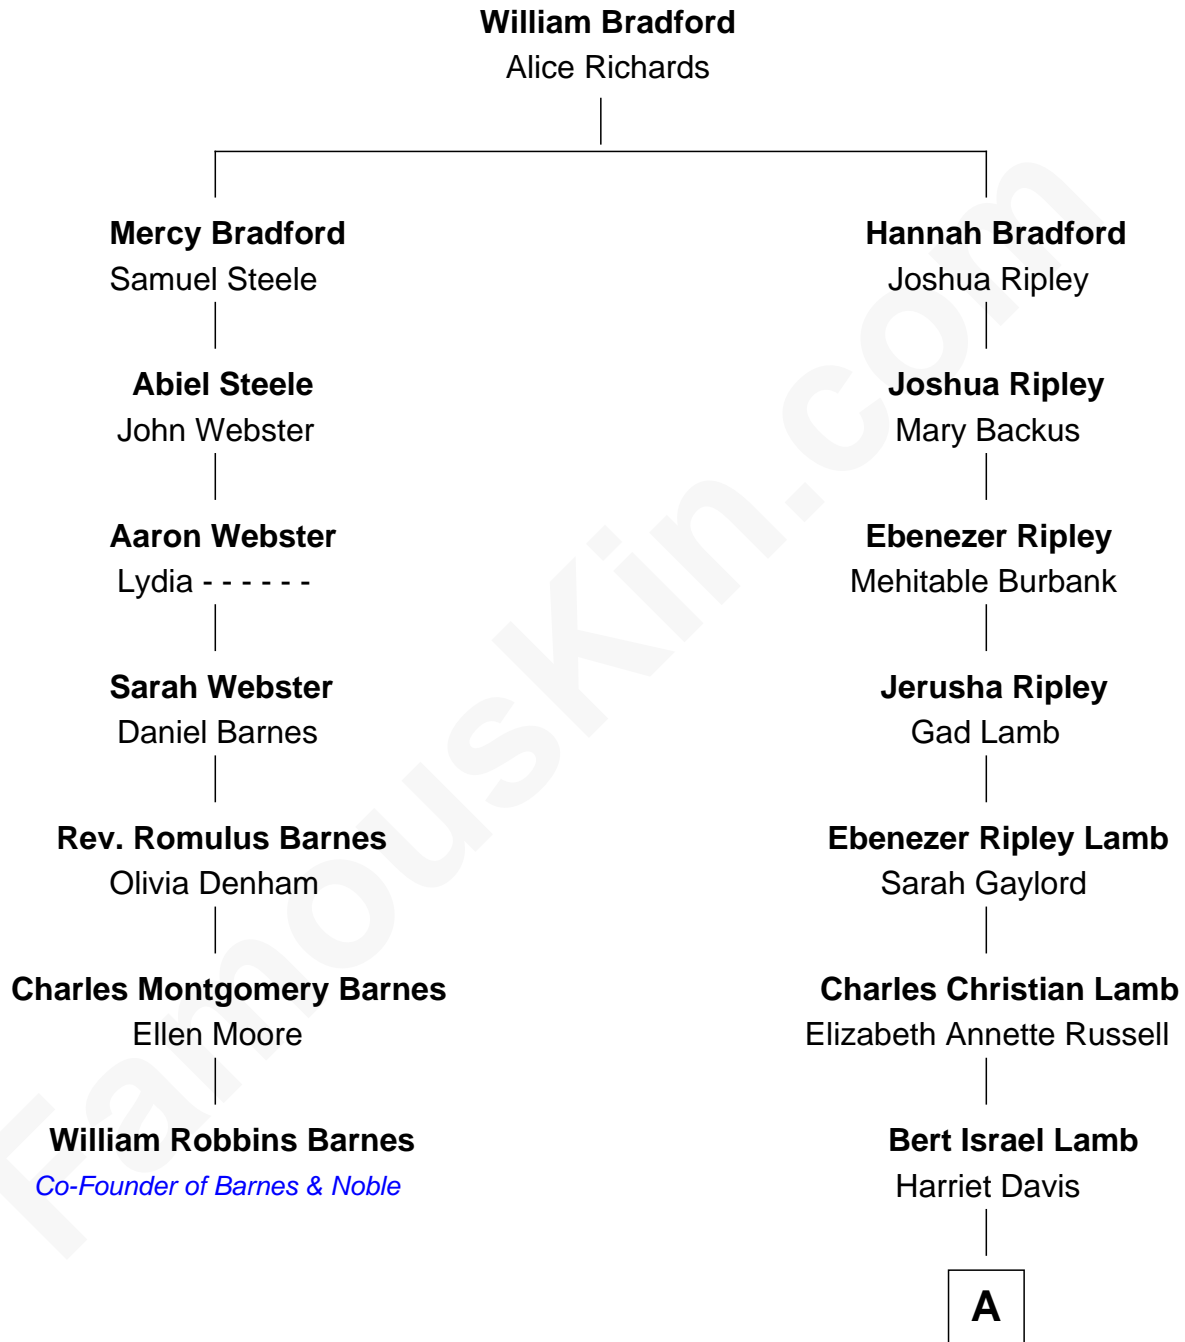 William Bradford
Alice Richards
Mercy Bradford
Samuel Steele
Hannah Bradford
Joshua Ripley
Abiel Steele
John Webster
Joshua Ripley
Mary Backus
Aaron Webster
Lydia - - - - - -
Ebenezer Ripley
Mehitable Burbank
Sarah Webster
Daniel Barnes
Jerusha Ripley
Gad Lamb
Rev. Romulus Barnes
Olivia Denham
Ebenezer Ripley Lamb
Sarah Gaylord
Charles Montgomery Barnes
Ellen Moore
Charles Christian Lamb
Elizabeth Annette Russell
William Robbins Barnes
Co-Founder of Barnes & Noble
Bert Israel Lamb
Harriet Davis
A
FamousKin.com